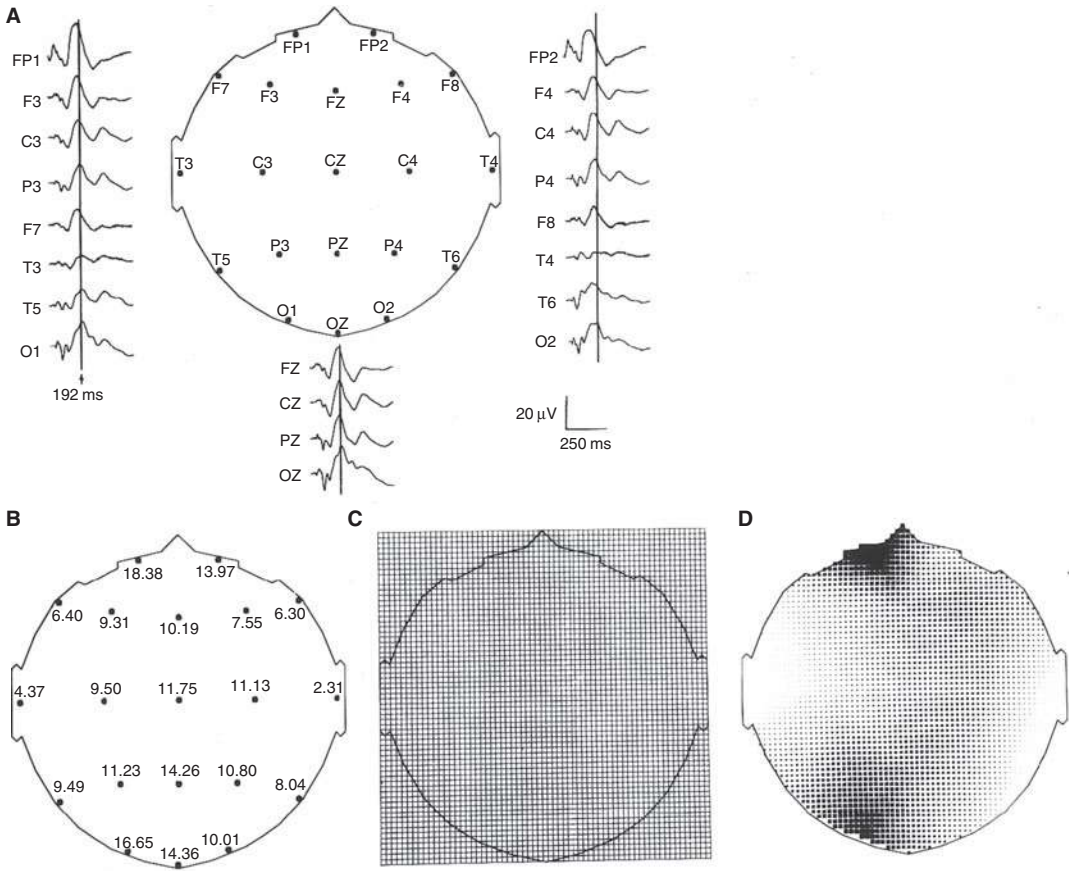 A
FP1
F3
C3
P3
F7
T3
T5
O1
192 ms
FP1 FP2
F7 F3 FZ F4 F8
T3 C3 CZ C4 T4
T5 P3 PZ P4 T6
O1 OZ O2
FZ
CZ
PZ
OZ
FP2
F4
C4
P4
F8
T4
T6
O2
20 µV
250 ms
B
18.38 13.97
6.40 9.31 10.19 7.55 6.30
4.37 9.50 11.75 11.13 2.31
9.49 11.23 14.26 10.80 8.04
16.65 14.36 10.01
C
D